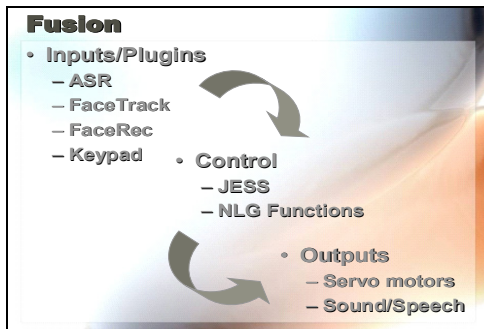 Fusion
• Inputs/Plugins
– ASR
– FaceTrack
– FaceRec
– Keypad
• Control
– JESS
– NLG Functions
• Outputs
– Servo motors
– Sound/Speech